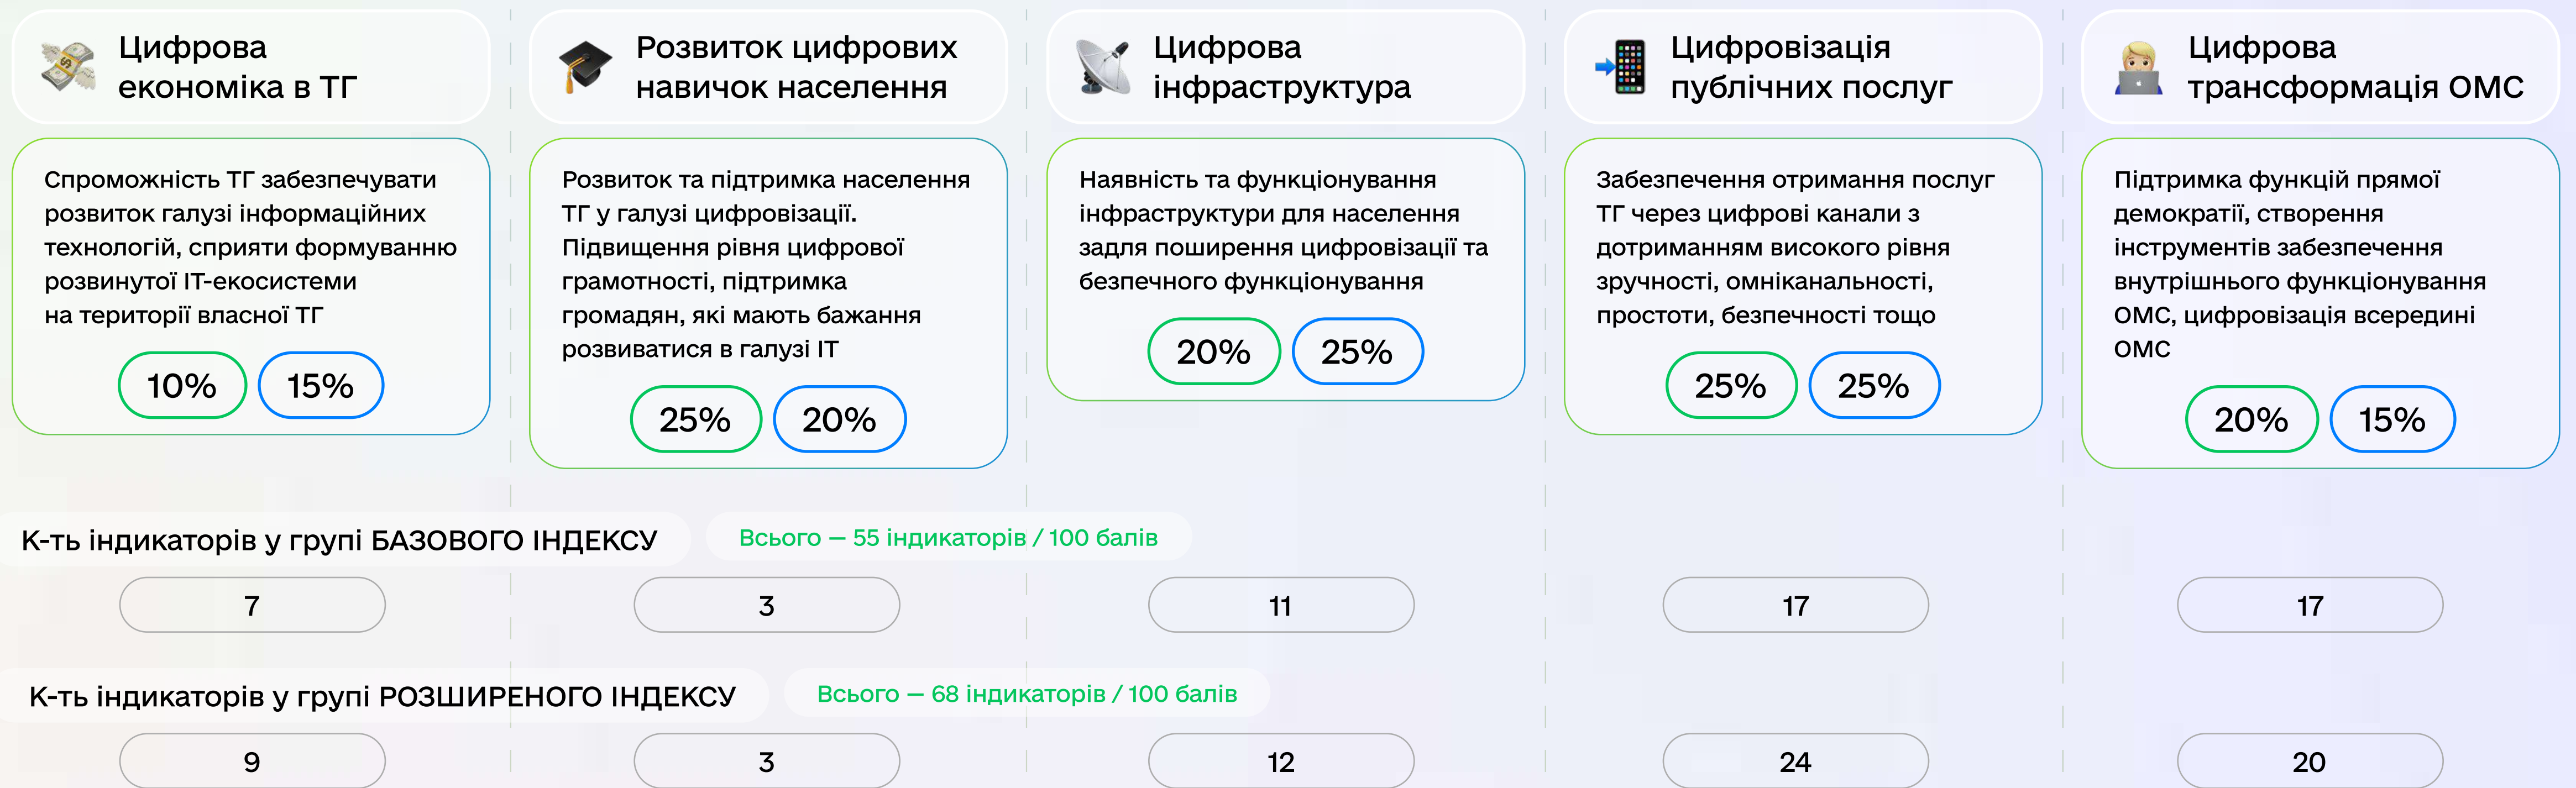 Цифрова
економіка в ТГ
Розвиток цифрових
навичок населення
Цифрова
інфраструктура
Цифровізація
публічних послуг
Цифрова
трансформація ОМС
Спроможність ТГ забезпечувати
розвиток галузі інформаційних
технологій, сприяти формуванню
розвинутої ІТ-екосистеми
на території власної ТГ
10% 15%
Розвиток та підтримка населення
ТГ у галузі цифровізації.
Підвищення рівня цифрової
грамотності, підтримка
громадян, які мають бажання
розвиватися в галузі ІТ
25% 20%
Наявність та функціонування
інфраструктури для населення
задля поширення цифровізації та
безпечного функціонування
20% 25%
Забезпечення отримання послуг
ТГ через цифрові канали з
дотриманням високого рівня
зручності, омніканальності,
простоти, безпечності тощо
25% 25%
Підтримка функцій прямої
демократії, створення
інструментів забезпечення
внутрішнього функціонування
ОМС, цифровізація всередині
ОМС
20% 15%
К-ть індикаторів у групі БАЗОВОГО ІНДЕКСУ Всього — 55 індикаторів / 100 балів
7 3 11 17 17
К-ть індикаторів у групі РОЗШИРЕНОГО ІНДЕКСУ Всього — 68 індикаторів / 100 балів
9 3 12 24 20